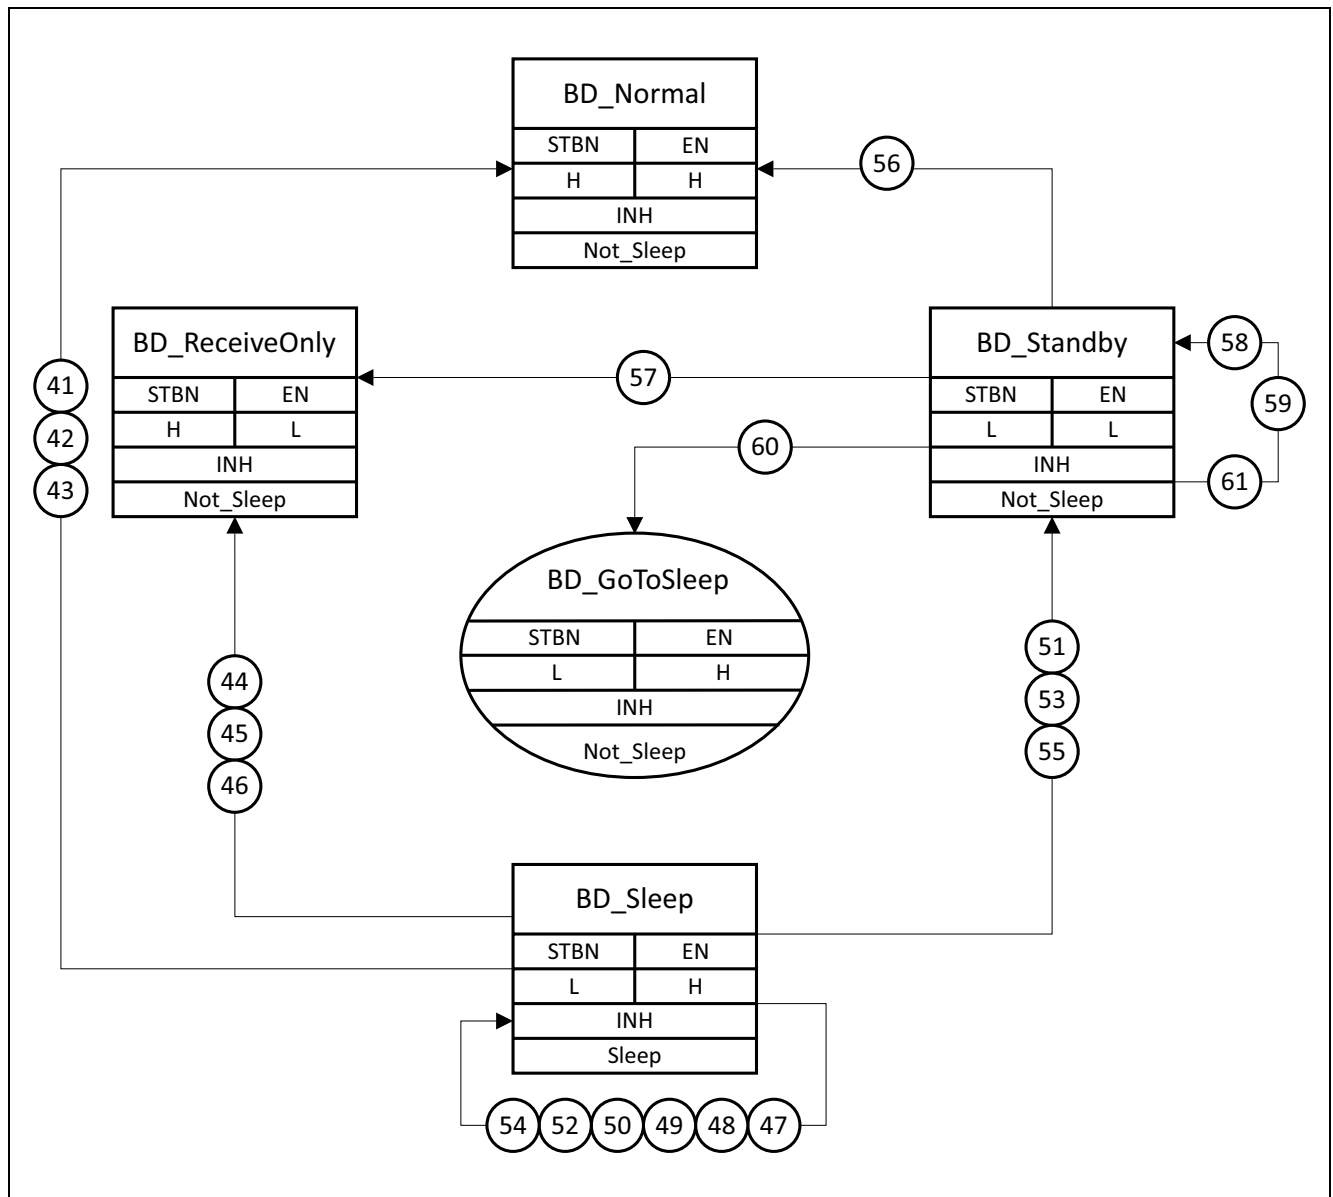 BD_Normal
STBN EN
H H
INH
Not_Sleep
56
BD_ReceiveOnly
STBN EN
H L
INH
Not_Sleep
BD_Standby
STBN EN
L L
INH
Not_Sleep
58
59
61
41
42
43
57
60
BD_GoToSleep
STBN EN
L H
INH
Not_Sleep
44
45
46
51
53
55
BD_Sleep
STBN EN
L H
INH
Sleep
54 52 50 49 48 47